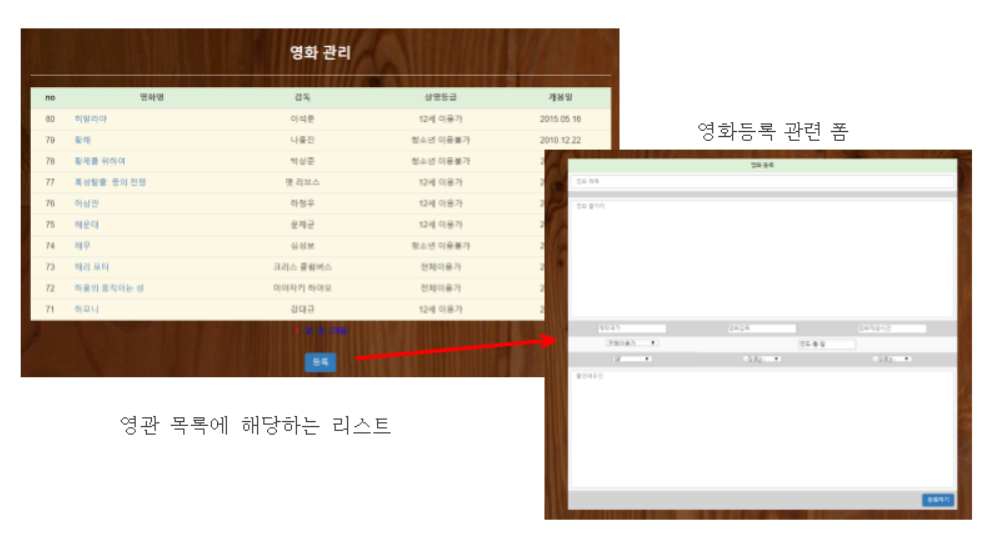 영화 관리
no 영화명 감독 상영등급 개봉일
80 히말라야 이석훈 12세 이용가 2015.05.16
79 황해 나홍진 청소년 이용불가 2010.12.22
78 황제를 위하여 박상준 청소년 이용불가 2
77 혹성탈출: 종의 전쟁 맷 리브스 12세 이용가 2
76 허삼관 하정우 12세 이용가 2
75 해운대 윤제균 12세 이용가 2
74 해무 심성보 청소년 이용불가 2
73 해리 포터 크리스 콜럼버스 전체이용가 2
72 하울의 움직이는 성 미야자키 하야오 전체이용가 2
71 하모니 강대규 12세 이용가 2
등록
영화등록 관련 폼
영화 등록
영화 제목
영화 줄거리
영화감독
전체이용가
년도-월-일
출연배우진
등록하기
영관 목록에 해당하는 리스트